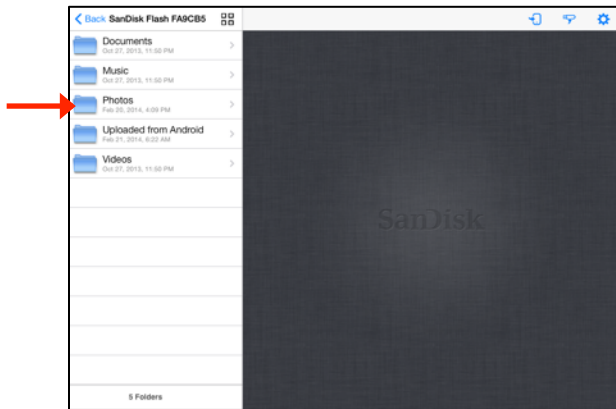 Back SanDisk Flash FA9CB5
Documents
Oct 27, 2013, 11:50 PM
Music
Oct 27, 2013, 11:50 PM
Photos
Feb 20, 2014, 4:09 PM
Uploaded from Android
Feb 21, 2014, 6:22 AM
Videos
Oct 27, 2013, 11:50 PM
SanDisk
5 Folders